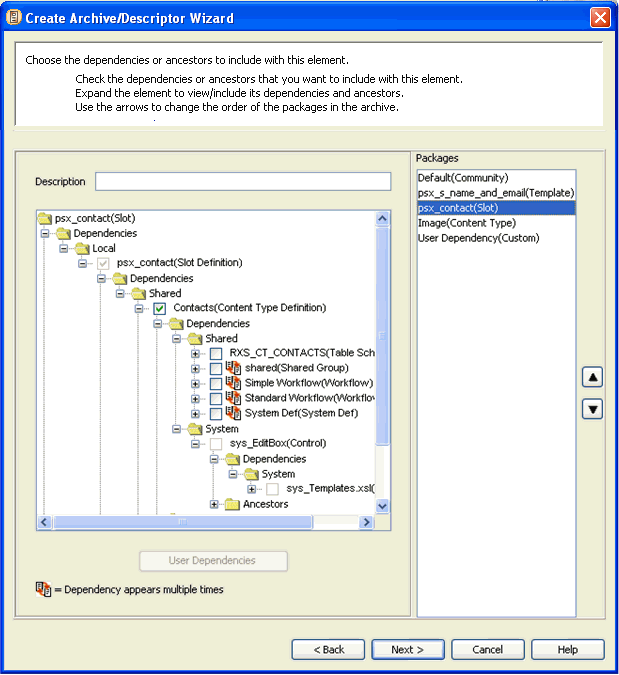 Create Archive/Descriptor Wizard
Choose the dependencies or ancestors to include with this element.
Check the dependencies or ancestors that you want to include with this element.
Expand the element to view/include its dependencies and ancestors.
Use the arrows to change the order of the packages in the archive.
Description
psx_contact(Slot)
Dependencies
Local
psx_contact(Slot Definition)
Dependencies
Shared
Contacts(Content Type Definition)
Dependencies
Shared
RXS_CT_CONTACTS(Table Sch
shared(Shared Group)
Simple Workflow(Workflow)
Standard Workflow(Workflov
System Def(System Def)
System
sys_EditBox(Control)
Dependencies
System
sys_Templates.xsl(
Ancestors
User Dependencies
= Dependency appears multiple times
Packages
Default(Community)
psx_s_name_and_email(Template)
psx_contact(Slot)
Image(Content Type)
User Dependency(Custom)
< Back
Next >
Cancel
Help